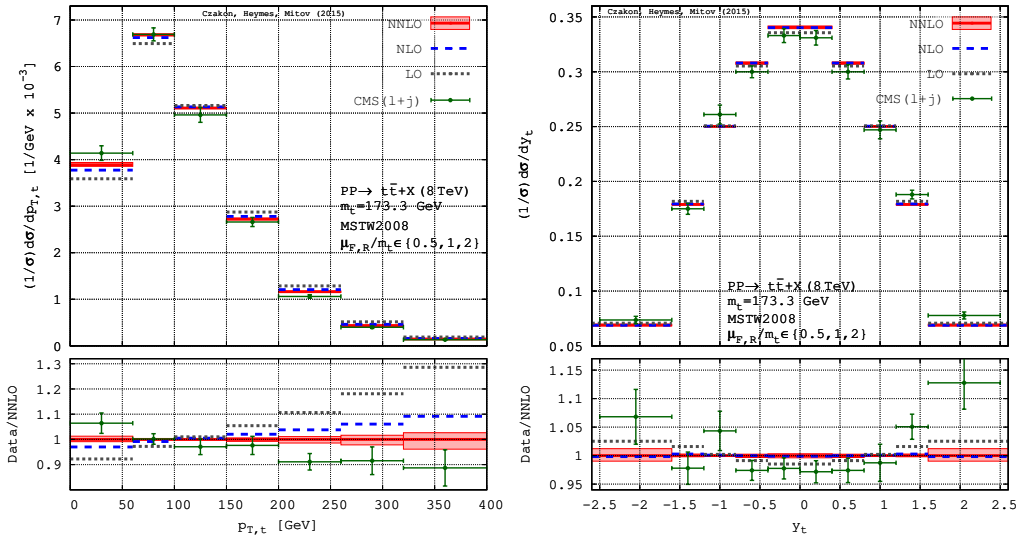 Czakon, Heymes, Mitov (2015)
(1/σ)dσ/dp_T,t [1/GeV × 10⁻³]
7
6
5
4
3
2
1
0
NNLO
NLO
LO
CMS(l+j)
PP→ tt̄+X (8 TeV)
m_t=173.3 GeV
MSTW2008
μ_F,R/m_t∈{0.5,1,2}
Data/NNLO
1.3
1.2
1.1
1
0.9
0 50 100 150 200 250 300 350 400
p_T,t [GeV]
Czakon, Heymes, Mitov (2015)
(1/σ)dσ/dy_t
0.35
0.3
0.25
0.2
0.15
0.1
0.05
NNLO
NLO
LO
CMS(l+j)
PP→ tt̄+X (8 TeV)
m_t=173.3 GeV
MSTW2008
μ_F,R/m_t∈{0.5,1,2}
Data/NNLO
1.15
1.1
1.05
1
0.95
-2.5 -2 -1.5 -1 -0.5 0 0.5 1 1.5 2 2.5
y_t